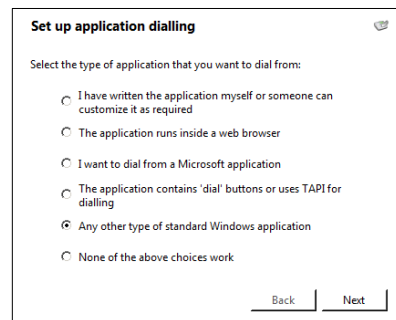 Set up application dialling
Select the type of application that you want to dial from:
I have written the application myself or someone can
customize it as required
The application runs inside a web browser
I want to dial from a Microsoft application
The application contains 'dial' buttons or uses TAPI for
dialling
Any other type of standard Windows application
None of the above choices work
Back Next